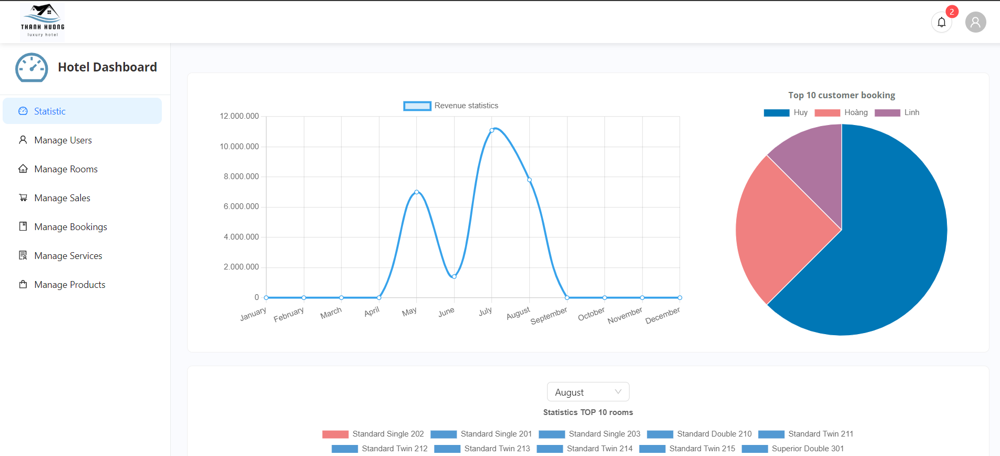 THANH HUONG
luxury hotel
2
Hotel Dashboard
Statistic
Manage Users
Manage Rooms
Manage Sales
Manage Bookings
Manage Services
Manage Products
Revenue statistics
12.000.000
10.000.000
8.000.000
6.000.000
4.000.000
2.000.000
0
January February March April May June July August September October November December
Top 10 customer booking
Huy Hoàng Linh
August
Statistics TOP 10 rooms
Standard Single 202 Standard Single 201 Standard Single 203 Standard Double 210 Standard Twin 211
Standard Twin 212 Standard Twin 213 Standard Twin 214 Standard Twin 215 Superior Double 301